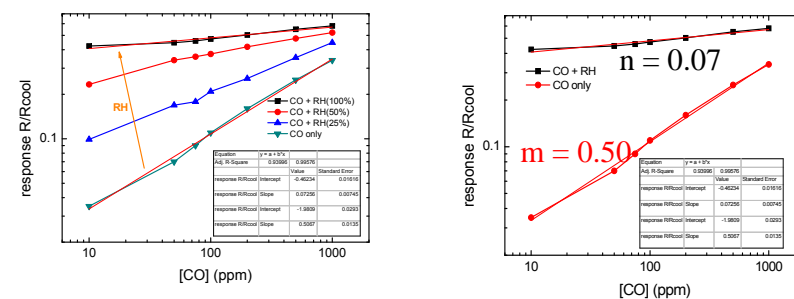 response R/Rcool
0.1
RH
CO + RH(100%)
CO + RH(50%)
CO + RH(25%)
CO only
Equation y = a + b*x
Adj. R-Square 0.93996 0.99576
Value Standard Error
response R/Rcool Intercept -0.46234 0.01616
response R/Rcool Slope 0.07256 0.00745
response R/Rcool Intercept -1.9809 0.0293
response R/Rcool Slope 0.5067 0.0135
10 100 1000
[CO] (ppm)
response R/Rcool
0.1
CO + RH
CO only
n = 0.07
m = 0.50
Equation y = a + b*x
Adj. R-Square 0.93996 0.99576
Value Standard Error
response R/Rcool Intercept -0.46234 0.01616
response R/Rcool Slope 0.07256 0.00745
response R/Rcool Intercept -1.9809 0.0293
response R/Rcool Slope 0.5067 0.0135
10 100 1000
[CO] (ppm)